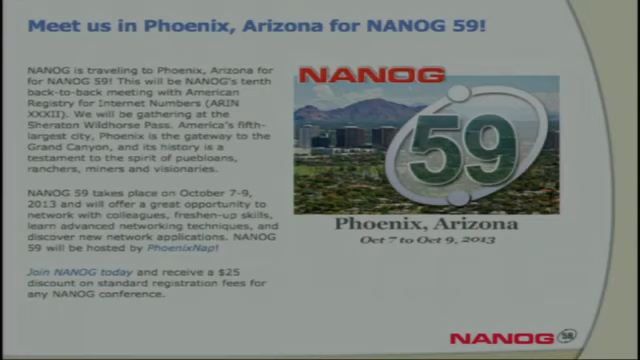 Meet us in Phoenix, Arizona for NANOG 59!
NANOG is traveling to Phoenix, Arizona for
for NANOG 59! This will be NANOG's tenth
back-to-back meeting with American
Registry for Internet Numbers (ARIN
XXXII). We will be gathering at the
Sheraton Wildhorse Pass. America's fifth-
largest city, Phoenix is the gateway to the
Grand Canyon, and its history is a
testament to the spirit of puebloans,
ranchers, miners and visionaries.
NANOG 59 takes place on October 7-9,
2013 and will offer a great opportunity to
network with colleagues, freshen-up skills,
learn advanced networking techniques, and
discover new network applications. NANOG
59 will be hosted by PhoenixNap!
Join NANOG today and receive a $25
discount on standard registration fees for
any NANOG conference.
NANOG
59
Phoenix, Arizona
Oct 7 to Oct 9, 2013
NANOG 58